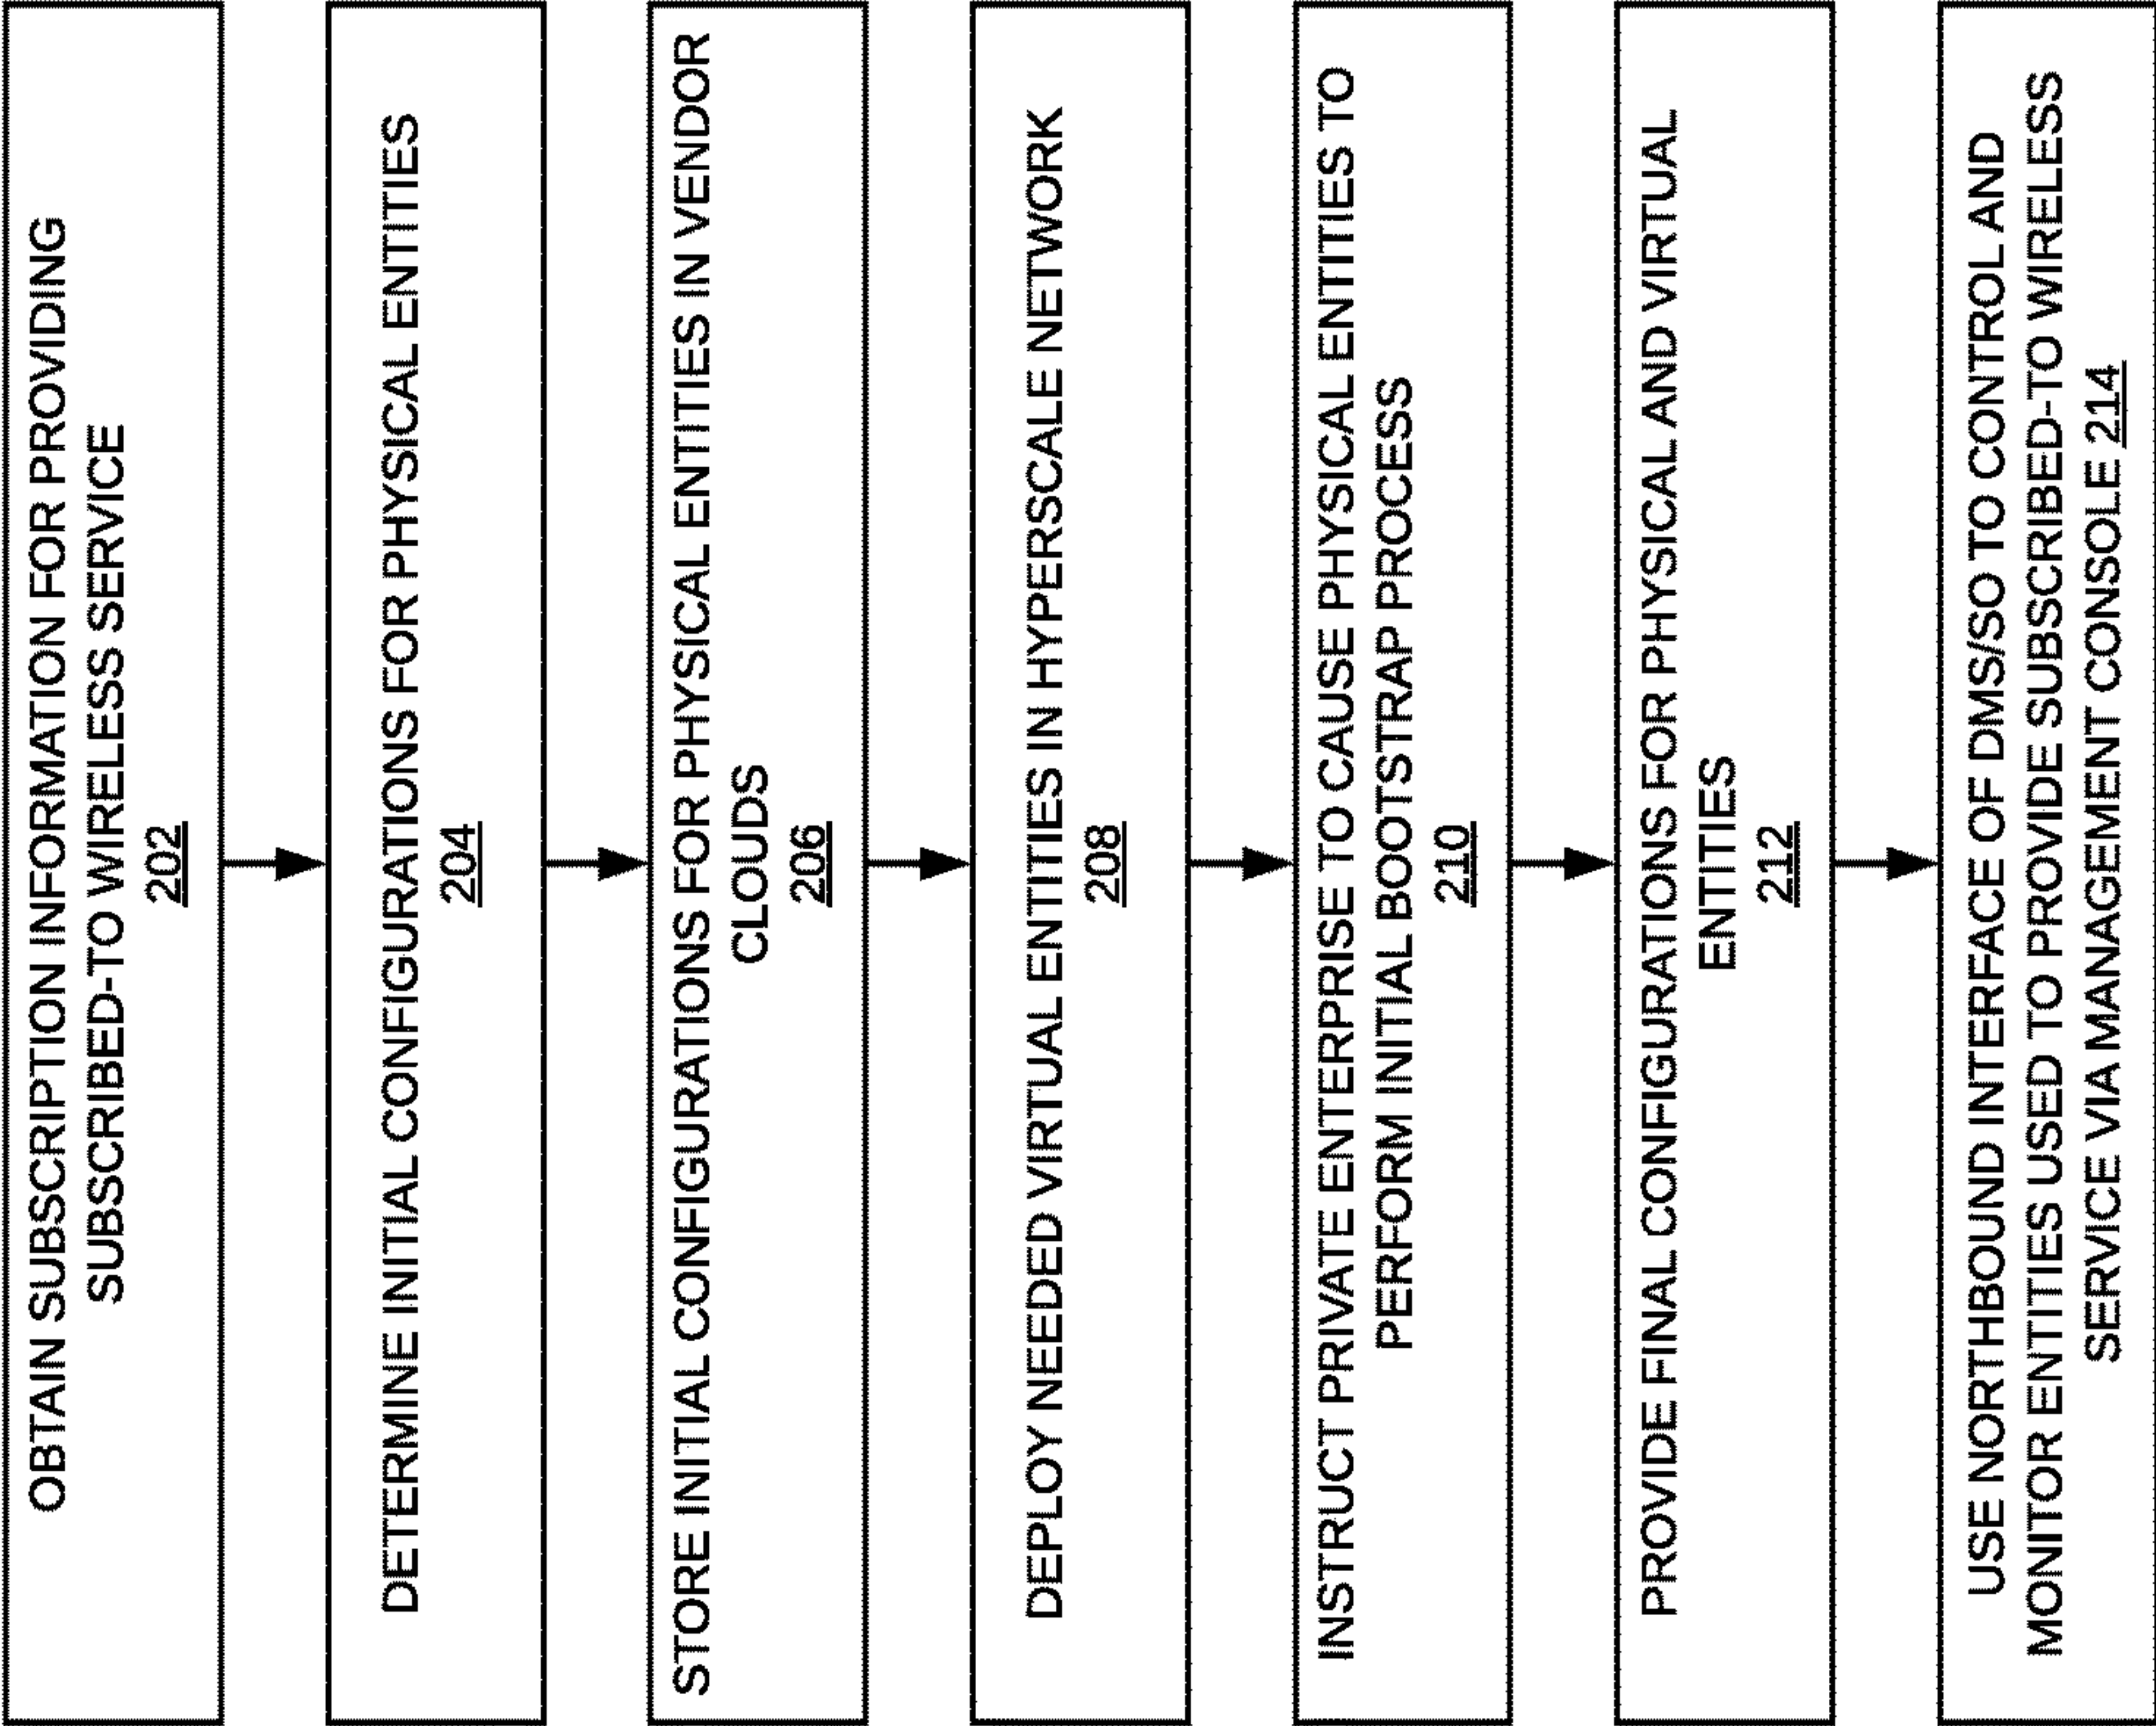 OBTAIN SUBSCRIPTION INFORMATION FOR PROVIDING
SUBSCRIBED-TO WIRELESS SERVICE
202
DETERMINE INITIAL CONFIGURATIONS FOR PHYSICAL ENTITIES
204
STORE INITIAL CONFIGURATIONS FOR PHYSICAL ENTITIES IN VENDOR
CLOUDS
206
DEPLOY NEEDED VIRTUAL ENTITIES IN HYPERSCALE NETWORK
208
INSTRUCT PRIVATE ENTERPRISE TO CAUSE PHYSICAL ENTITIES TO
PERFORM INITIAL BOOTSTRAP PROCESS
210
PROVIDE FINAL CONFIGURATIONS FOR PHYSICAL AND VIRTUAL
ENTITIES
212
USE NORTHBOUND INTERFACE OF DMS/SO TO CONTROL AND
MONITOR ENTITIES USED TO PROVIDE SUBSCRIBED-TO WIRELESS
SERVICE VIA MANAGEMENT CONSOLE 214